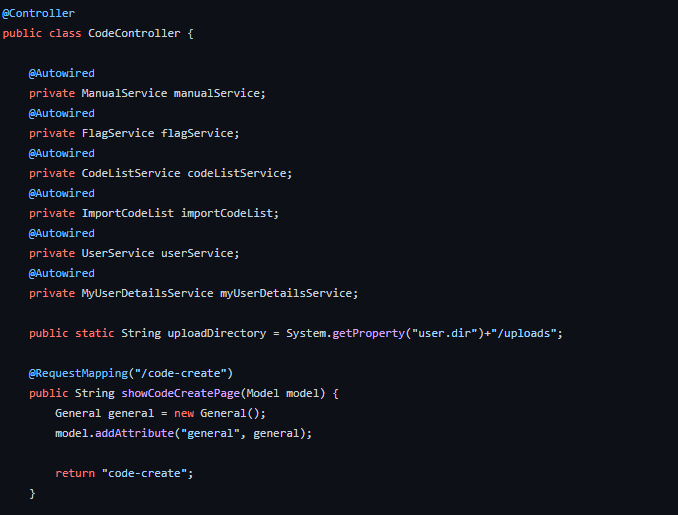 @Controller
public class CodeController {
@Autowired
private ManualService manualService;
@Autowired
private FlagService flagService;
@Autowired
private CodeListService codeListService;
@Autowired
private ImportCodeList importCodeList;
@Autowired
private UserService userService;
@Autowired
private MyUserDetailsService myUserDetailsService;
public static String uploadDirectory = System.getProperty("user.dir")+"/uploads";
@RequestMapping("/code-create")
public String showCodeCreatePage(Model model) {
General general = new General();
model.addAttribute("general", general);
return "code-create";
}